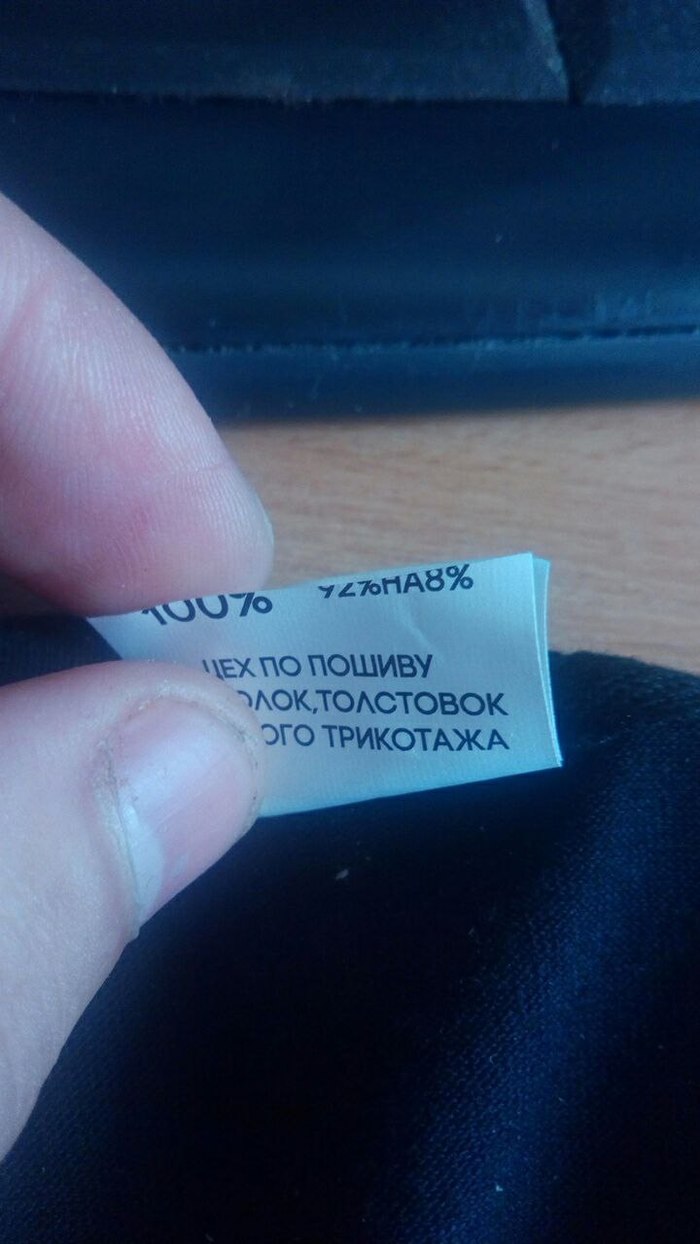 100% 92%НА8%
ЦЕХ ПО ПОШИВУ
ТОЛСТОВОК
ТРИКОТАЖА